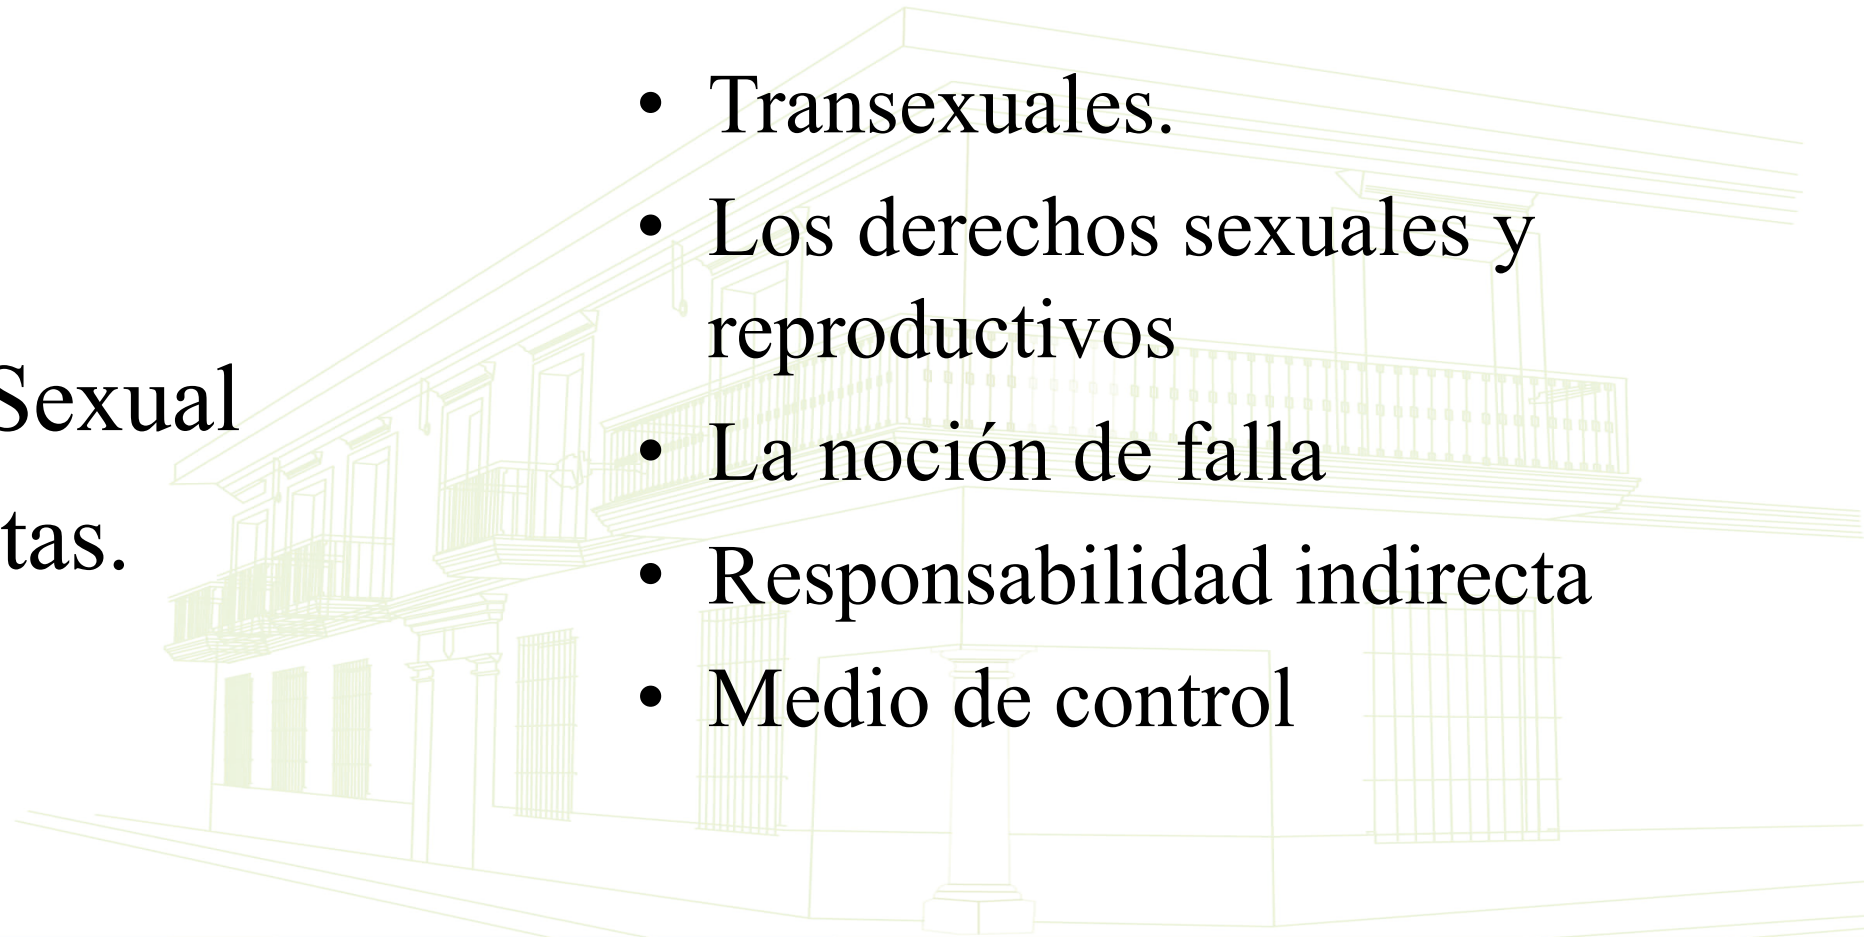 • Transexuales.
• Los derechos sexuales y
reproductivos
• La noción de falla
• Responsabilidad indirecta
• Medio de control
Sexual
tas.